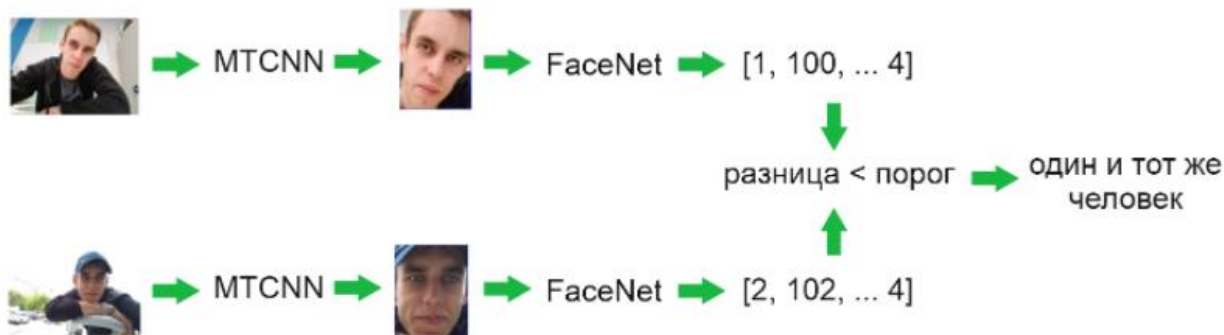 MTCNN
FaceNet
[1, 100, ... 4]
разница < порог
один и тот же
человек
MTCNN
FaceNet
[2, 102, ... 4]